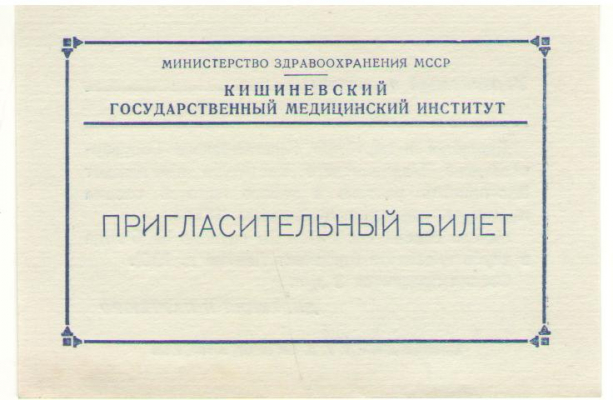 МИНИСТЕРСТВО ЗДРАВООХРАНЕНИЯ МССР
КИШИНЕВСКИЙ
ГОСУДАРСТВЕННЫЙ МЕДИЦИНСКИЙ ИНСТИТУТ
ПРИГЛАСИТЕЛЬНЫЙ БИЛЕТ